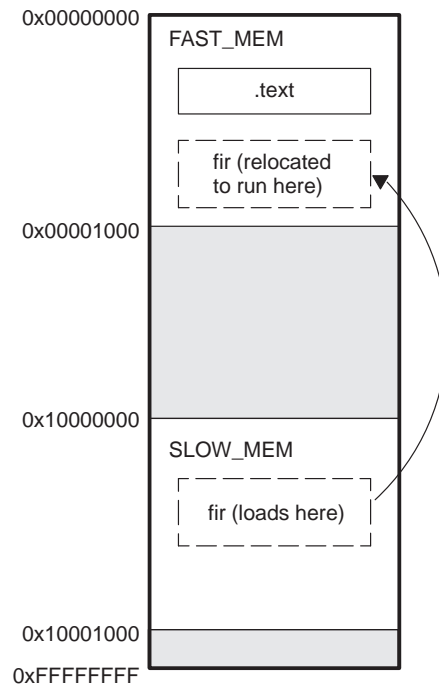 0x00000000
FAST_MEM
.text
fir (relocated
to run here)
0x00001000
0x10000000
SLOW_MEM
fir (loads here)
0x10001000
0xFFFFFFFF